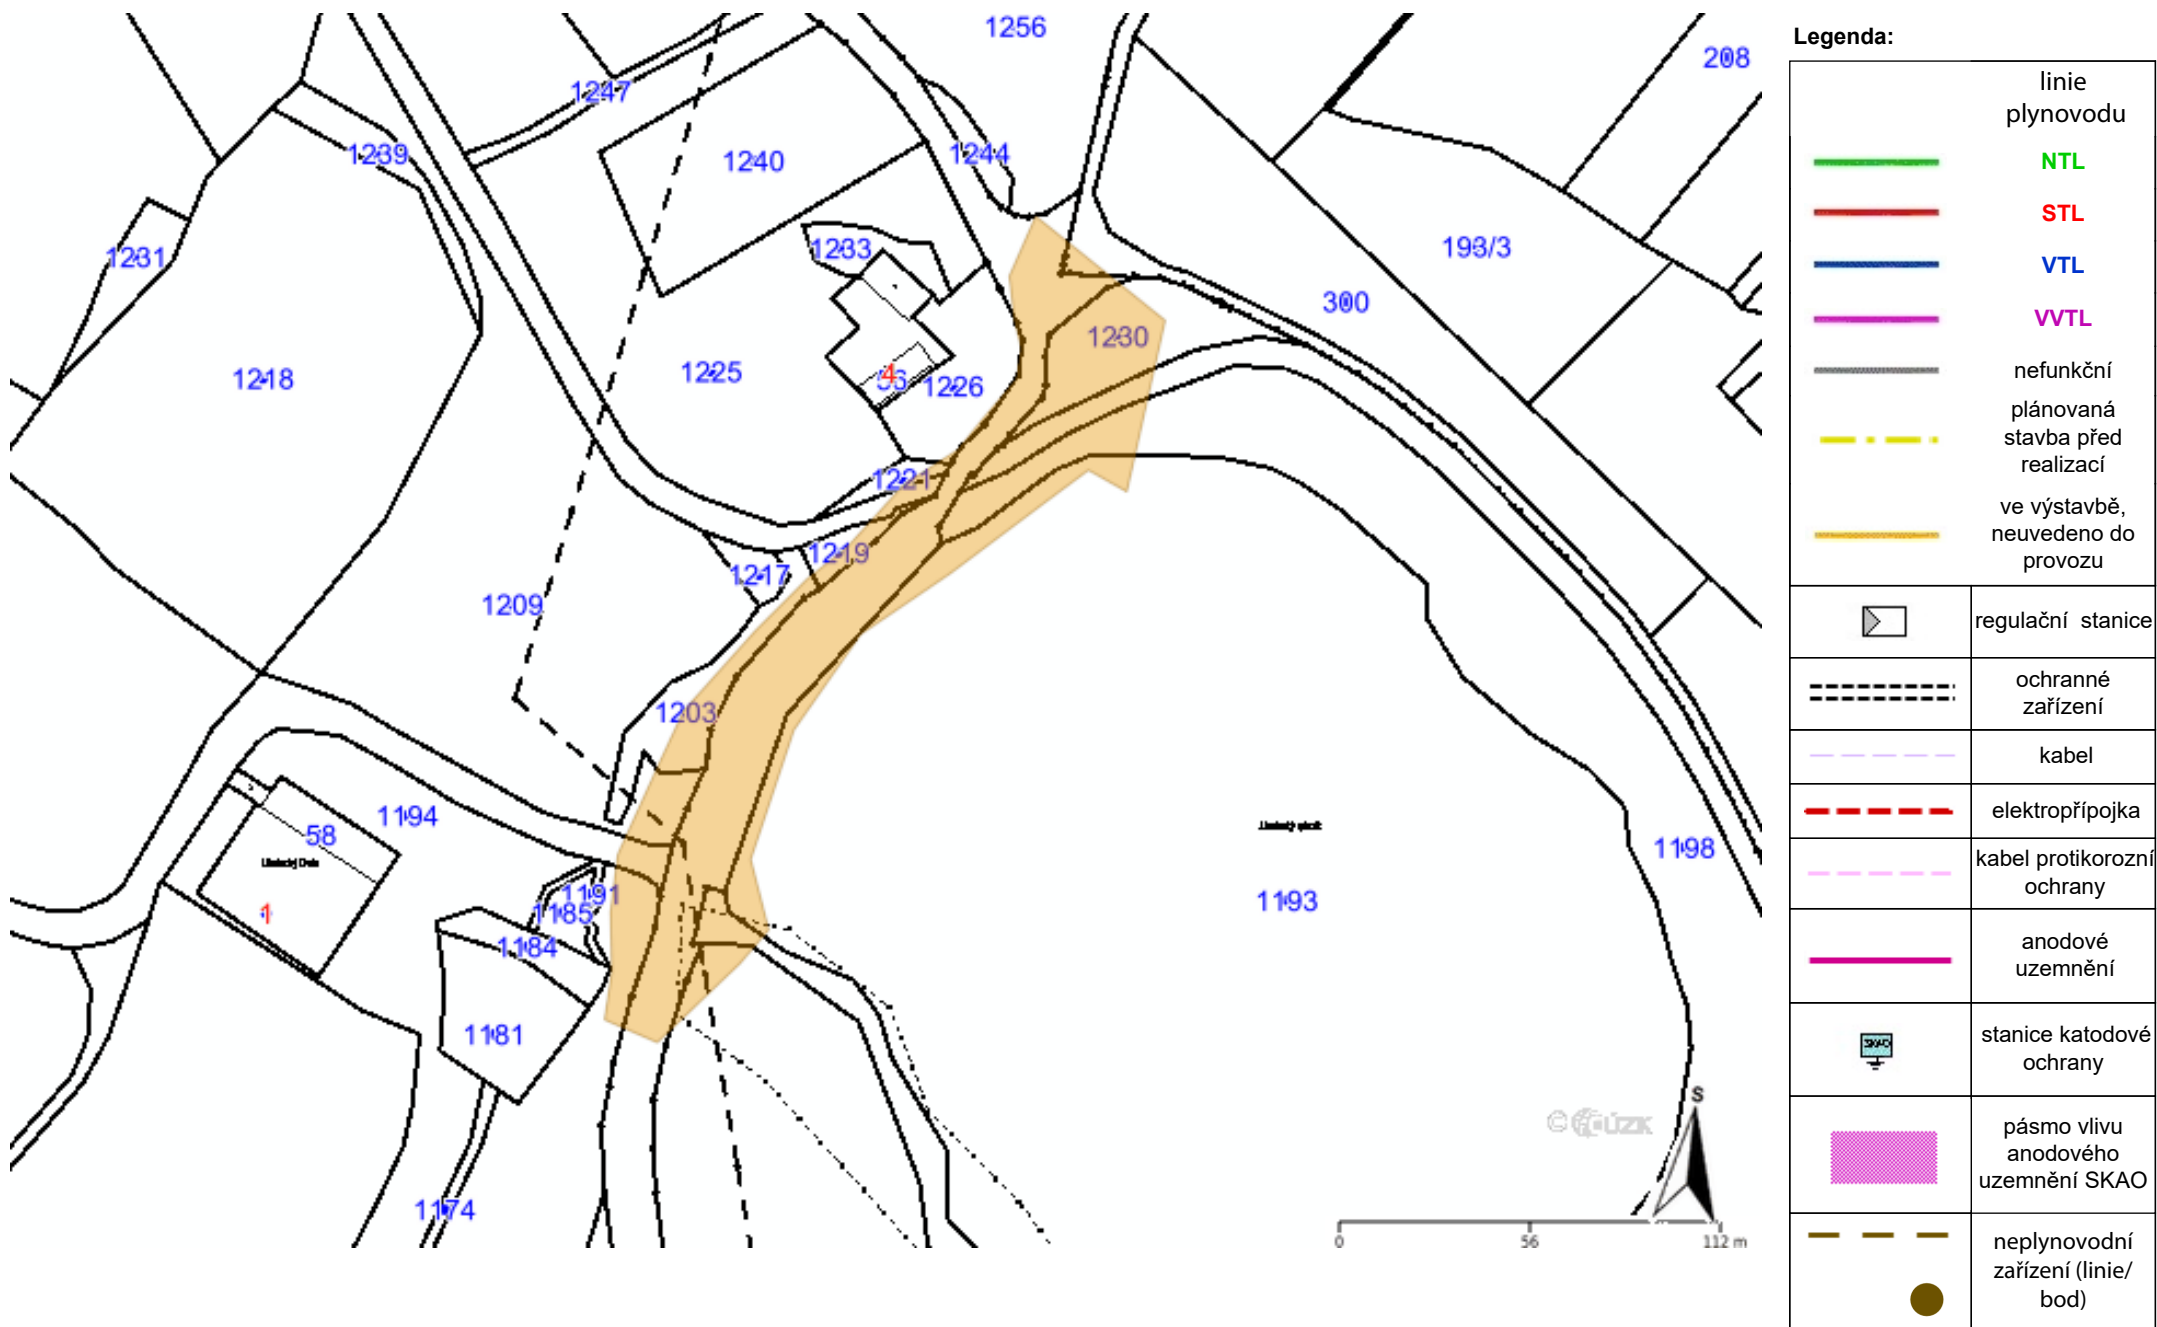 1256
208
1247
1239
1240
1244
1231
1233
193/3
300
1230
1218
1225
1226
4
1221
1219
1217
1209
1203
1194
58
1198
1191
1185
1193
1
1184
1181
1174
S
0 56 112 m
Legenda:
linie
plynovodu
NTL
STL
VTL
VVTL
nefunkční
plánovaná
stavba před
realizací
ve výstavbě,
neuvedeno do
provozu
regulační stanice
ochranné
zařízení
kabel
elektropřípojka
kabel protikorozní
ochrany
anodové
uzemnění
SKAO
stanice katodové
ochrany
pásmo vlivu
anodového
uzemnění SKAO
neplynovodní
zařízení (linie/
bod)